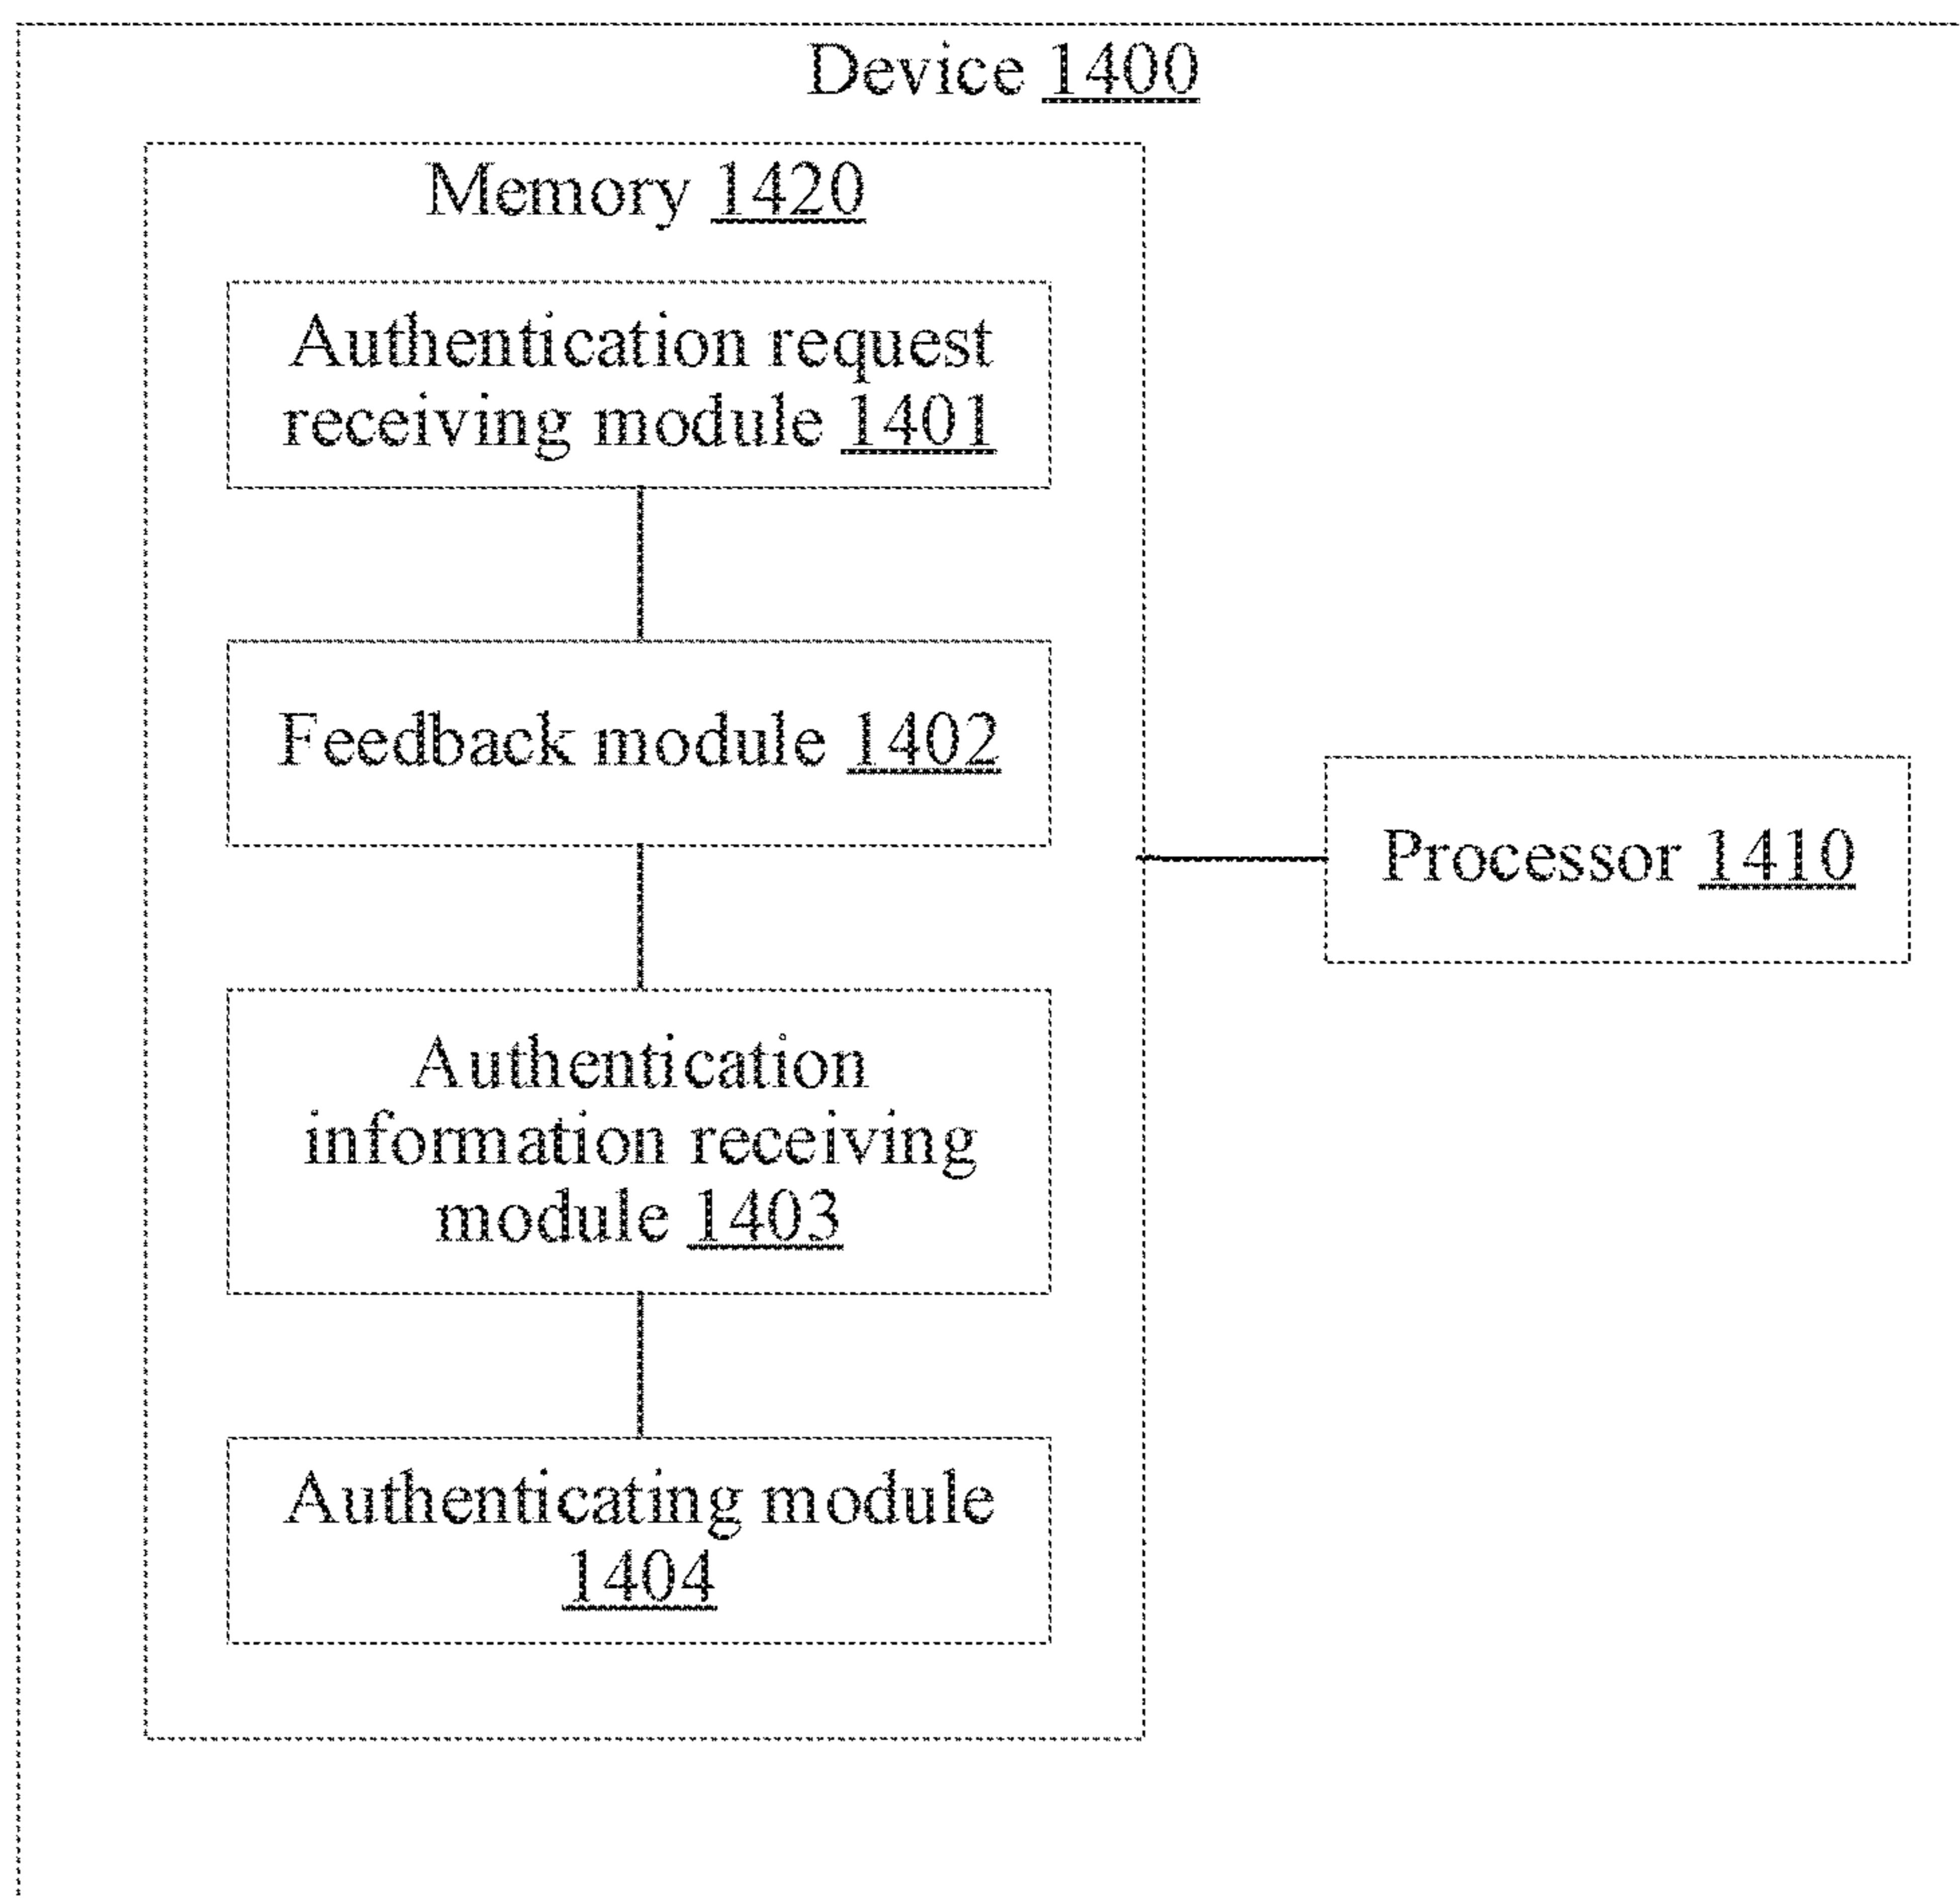 Device 1400
Memory 1420
Authentication request
receiving module 1401
Feedback module 1402
Processor 1410
Authentication
information receiving
module 1403
Authenticating module
1404